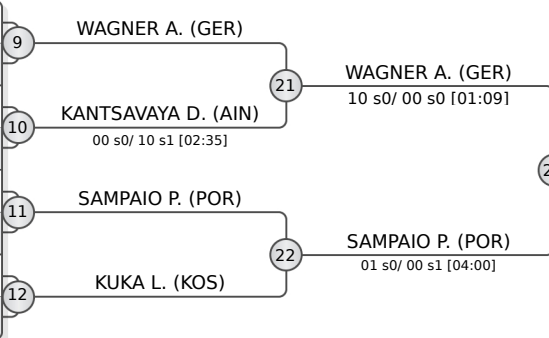 9
WAGNER A. (GER)
21
WAGNER A. (GER)
10 s0/ 00 s0 [01:09]
10
KANTSAVAYA D. (AIN)
00 s0/ 10 s1 [02:35]
11
SAMPAIO P. (POR)
22
SAMPAIO P. (POR)
01 s0/ 00 s1 [04:00]
12
KUKA L. (KOS)